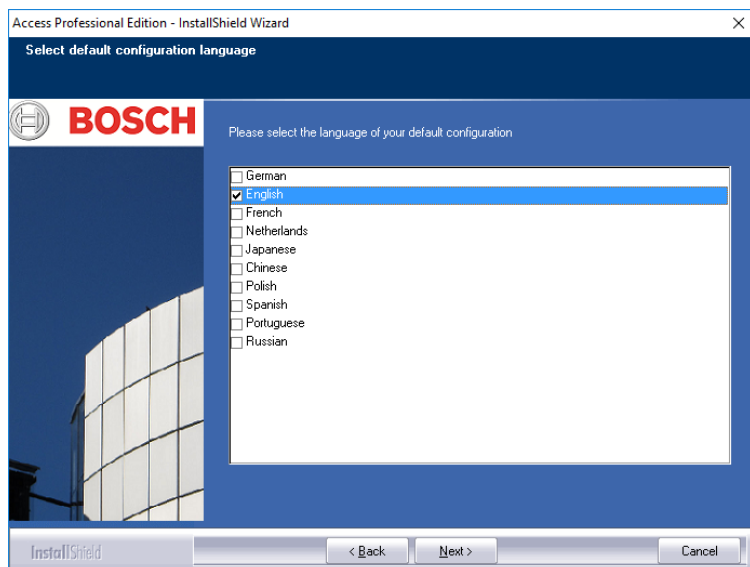 Access Professional Edition - InstallShield Wizard
Select default configuration language
BOSCH
Please select the language of your default configuration
German
English
French
Netherlands
Japanese
Chinese
Polish
Spanish
Portuguese
Russian
InstallShield
< Back
Next >
Cancel